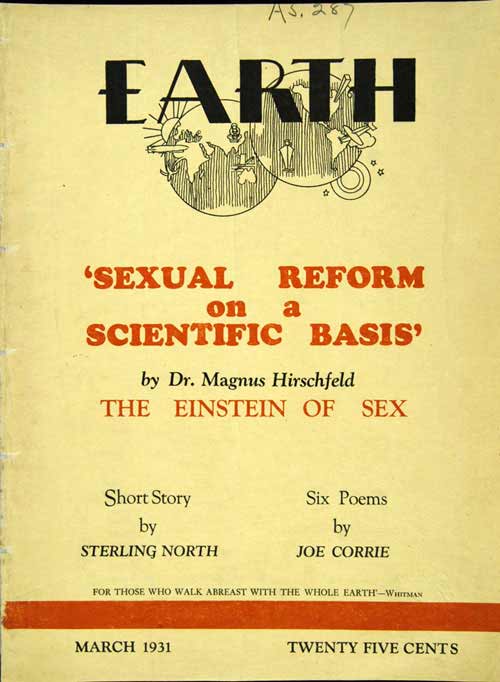 AS. 287
EARTH
‘SEXUAL REFORM
on a
SCIENTIFIC BASIS’
by Dr. Magnus Hirschfeld
THE EINSTEIN OF SEX
Short Story
by
STERLING NORTH
Six Poems
by
JOE CORRIE
FOR THOSE WHO WALK ABREAST WITH THE WHOLE EARTH’—WHITMAN
MARCH 1931
TWENTY FIVE CENTS